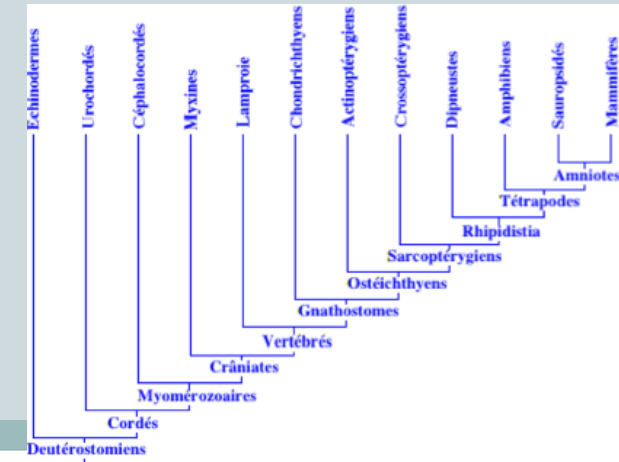 Echinodermes
Urochordés
Céphalocordés
Myxines
Lamproie
Chondrichthyens
Actinoptérygiens
Crossoptérygiens
Dipneustes
Amphibiens
Sauropsidés
Mammifères
Amniotes
Tétrapodes
Rhipidistia
Sarcoptérygiens
Ostéichthyens
Gnathostomes
Vertébrés
Crâniates
Myomérozoaires
Cordés
Deutérostomiens